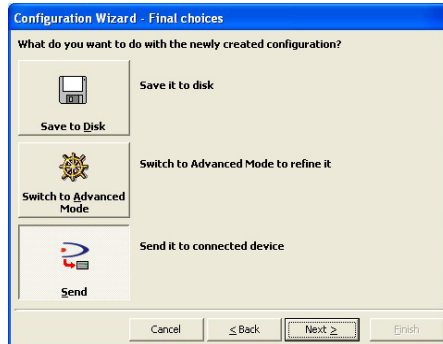 Configuration Wizard - Final choices
What do you want to do with the newly created configuration?
Save it to disk
Save to Disk
Switch to Advanced Mode to refine it
Switch to Advanced
Mode
Send it to connected device
Send
Cancel
< Back
Next >
Finish